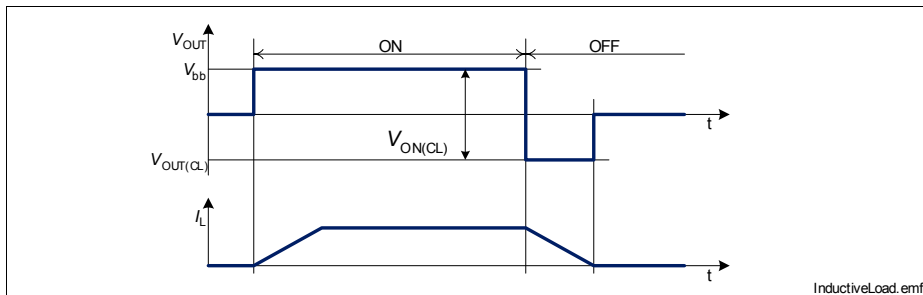 V_OUT
ON
OFF
V_bb
t
V_ON(CL)
V_OUT(CL)
I_L
t
InductiveLoad.emf